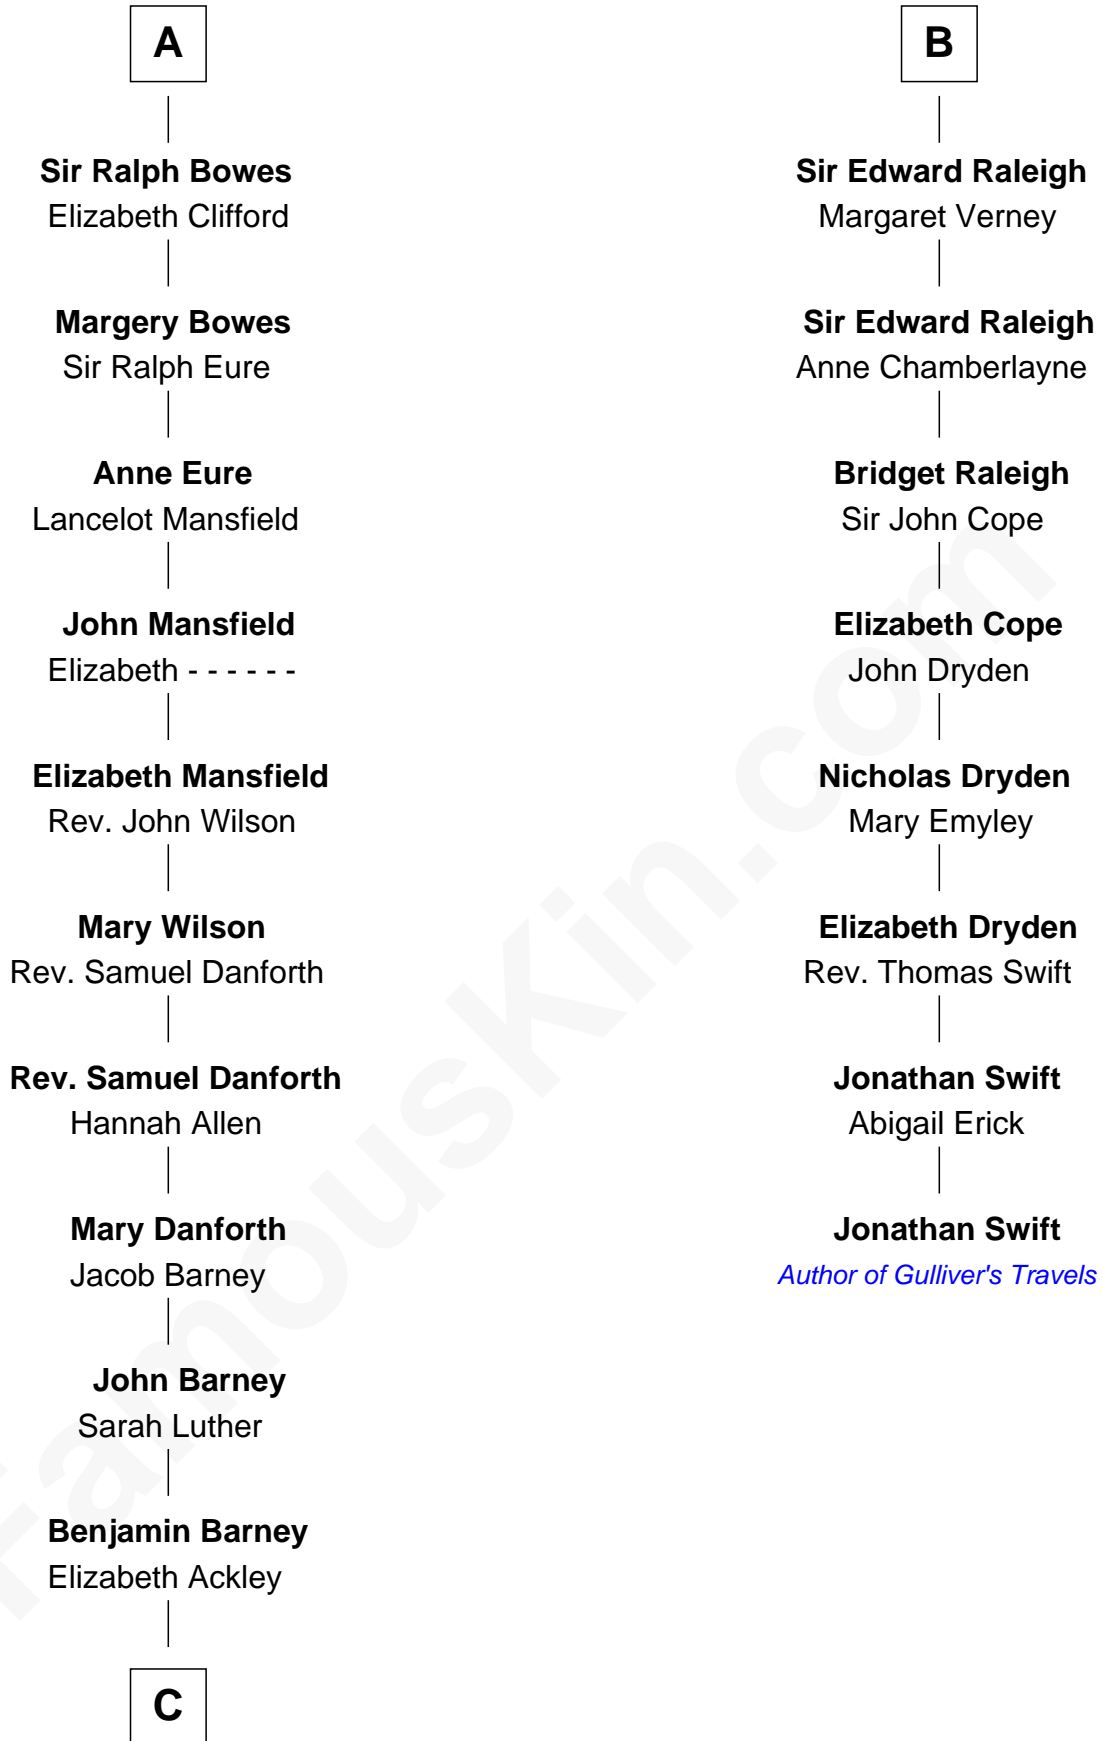 A
Sir Ralph Bowes
Elizabeth Clifford
Margery Bowes
Sir Ralph Eure
Anne Eure
Lancelot Mansfield
John Mansfield
Elizabeth - - - - - -
Elizabeth Mansfield
Rev. John Wilson
Mary Wilson
Rev. Samuel Danforth
Rev. Samuel Danforth
Hannah Allen
Mary Danforth
Jacob Barney
John Barney
Sarah Luther
Benjamin Barney
Elizabeth Ackley
C
B
Sir Edward Raleigh
Margaret Verney
Sir Edward Raleigh
Anne Chamberlayne
Bridget Raleigh
Sir John Cope
Elizabeth Cope
John Dryden
Nicholas Dryden
Mary Emyley
Elizabeth Dryden
Rev. Thomas Swift
Jonathan Swift
Abigail Erick
Jonathan Swift
Author of Gulliver's Travels
FamousKin.com